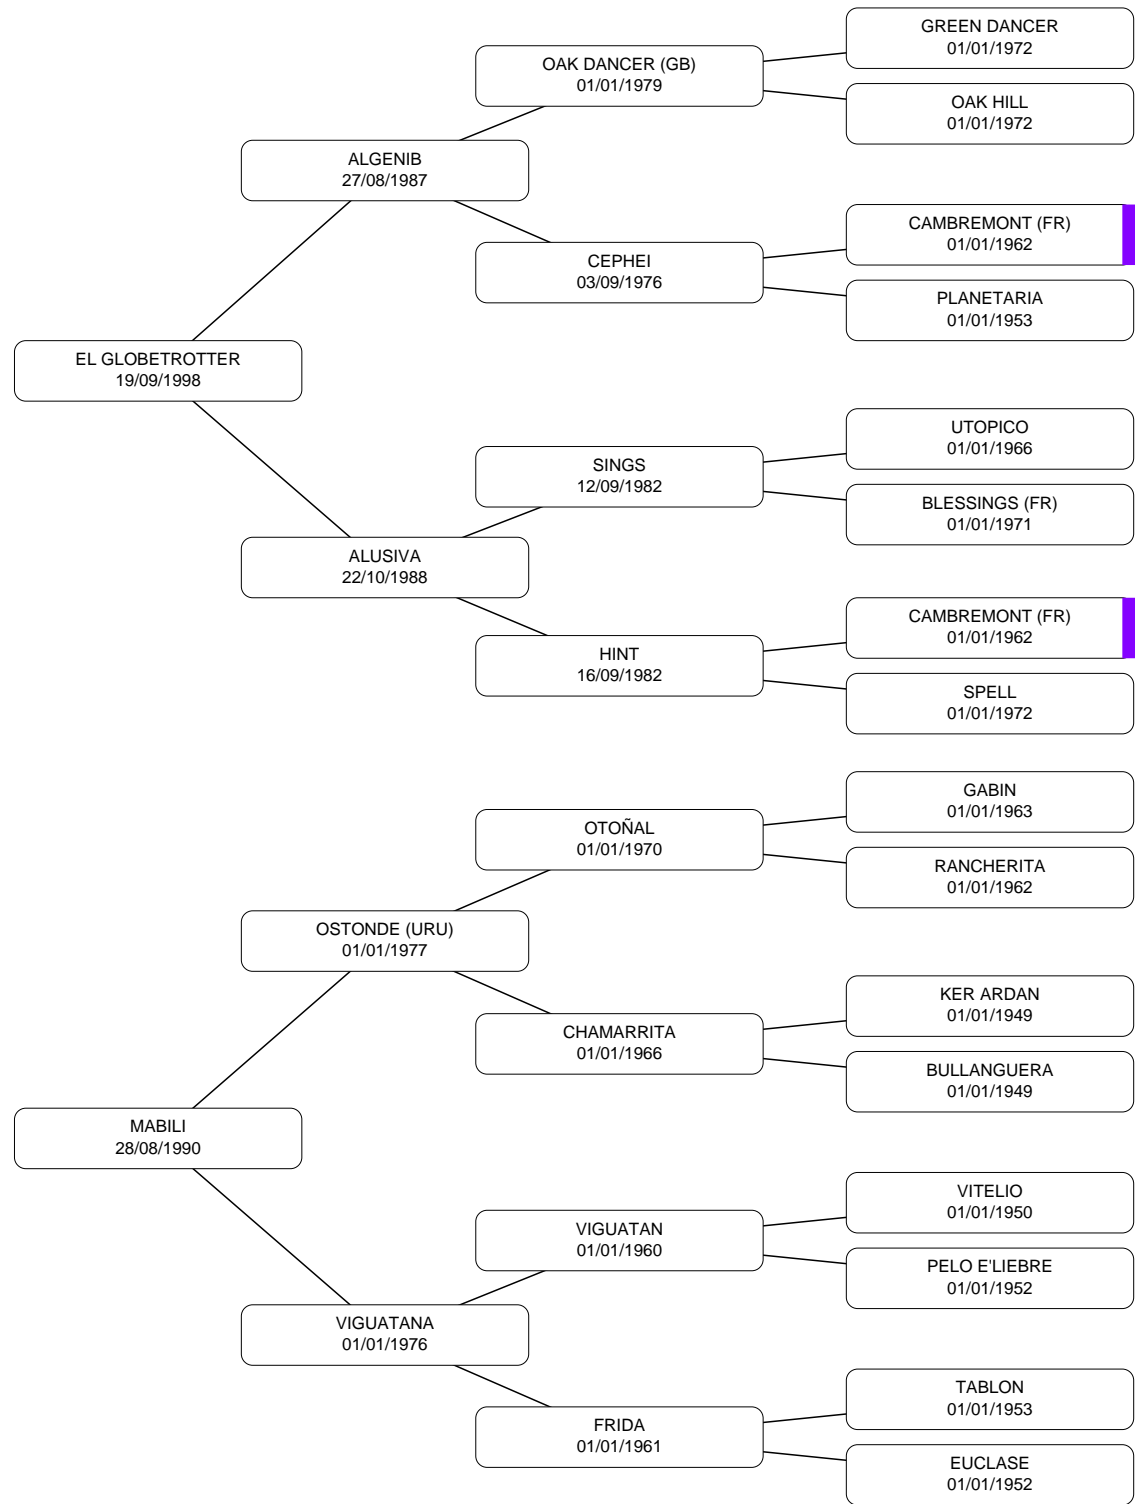 GREEN DANCER
01/01/1972
OAK DANCER (GB)
01/01/1979
OAK HILL
01/01/1972
ALGENIB
27/08/1987
CAMBREMONT (FR)
01/01/1962
CEPHEI
03/09/1976
PLANETARIA
01/01/1953
EL GLOBETROTTER
19/09/1998
UTOPICO
01/01/1966
SINGS
12/09/1982
BLESSINGS (FR)
01/01/1971
ALUSIVA
22/10/1988
CAMBREMONT (FR)
01/01/1962
HINT
16/09/1982
SPELL
01/01/1972
GABIN
01/01/1963
OTOÑAL
01/01/1970
RANCHERITA
01/01/1962
OSTONDE (URU)
01/01/1977
KER ARDAN
01/01/1949
CHAMARRITA
01/01/1966
BULLANGUERA
01/01/1949
MABILI
28/08/1990
VITELIO
01/01/1950
VIGUATAN
01/01/1960
PELO E'LIEBRE
01/01/1952
VIGUATANA
01/01/1976
TABLON
01/01/1953
FRIDA
01/01/1961
EUCLASE
01/01/1952